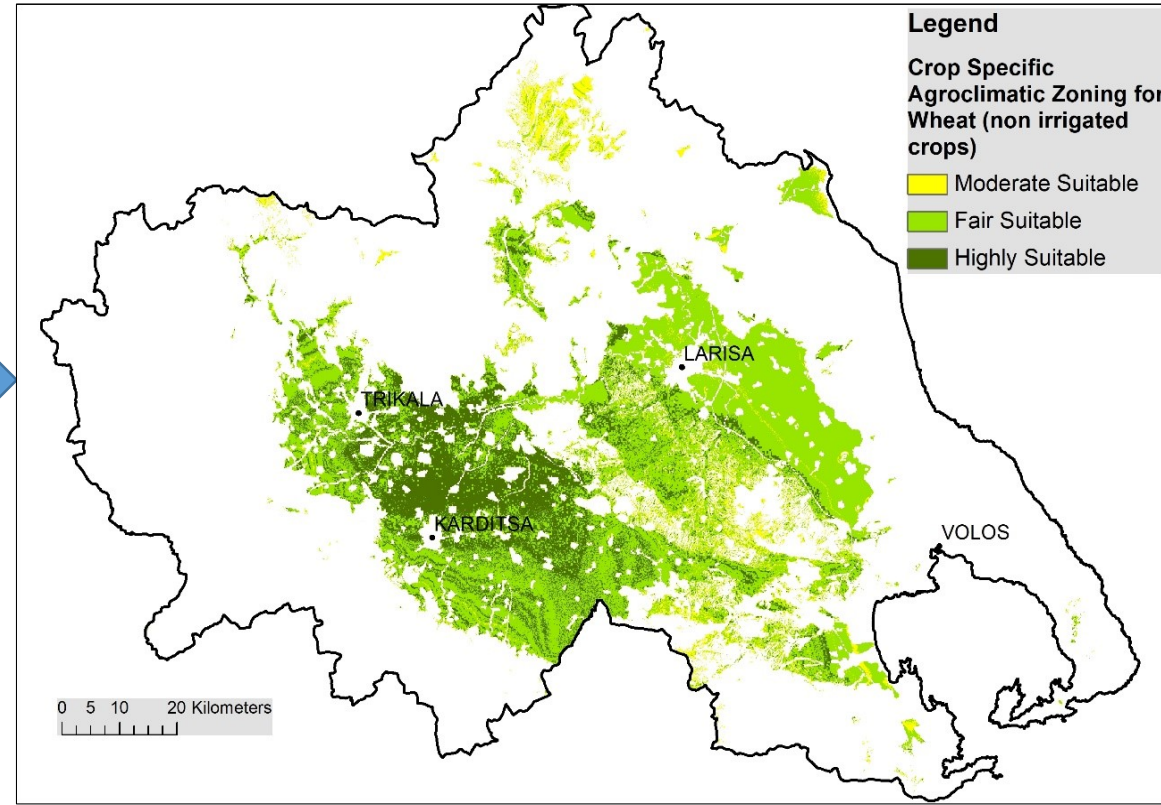 Legend
Crop Specific
Agroclimatic Zoning for
Wheat (non irrigated
crops)
Moderate Suitable
Fair Suitable
Highly Suitable
LARISA
TRIKALA
KARDITSA
VOLOS
0 5 10 20 Kilometers